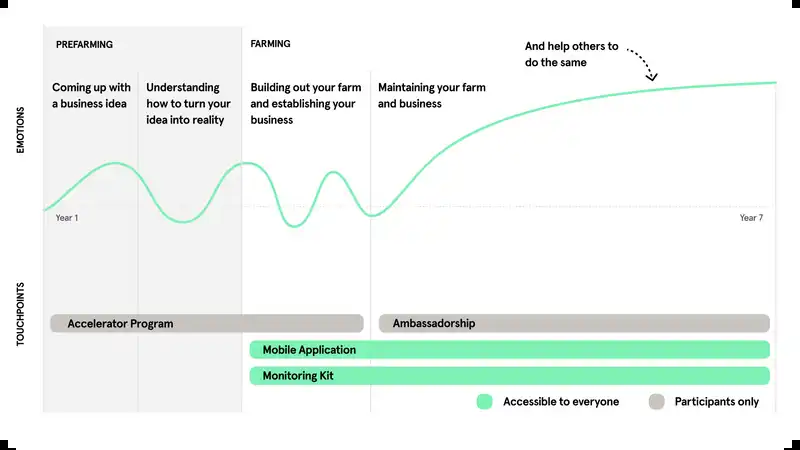 PREFARMING
FARMING
And help others to
do the same
Coming up with
a business idea
Understanding
how to turn your
idea into reality
Building out your farm
and establishing your
business
Maintaining your farm
and business
EMOTIONS
Year 1
Year 7
TOUCHPOINTS
Accelerator Program
Ambassadorship
Mobile Application
Monitoring Kit
Accessible to everyone
Participants only